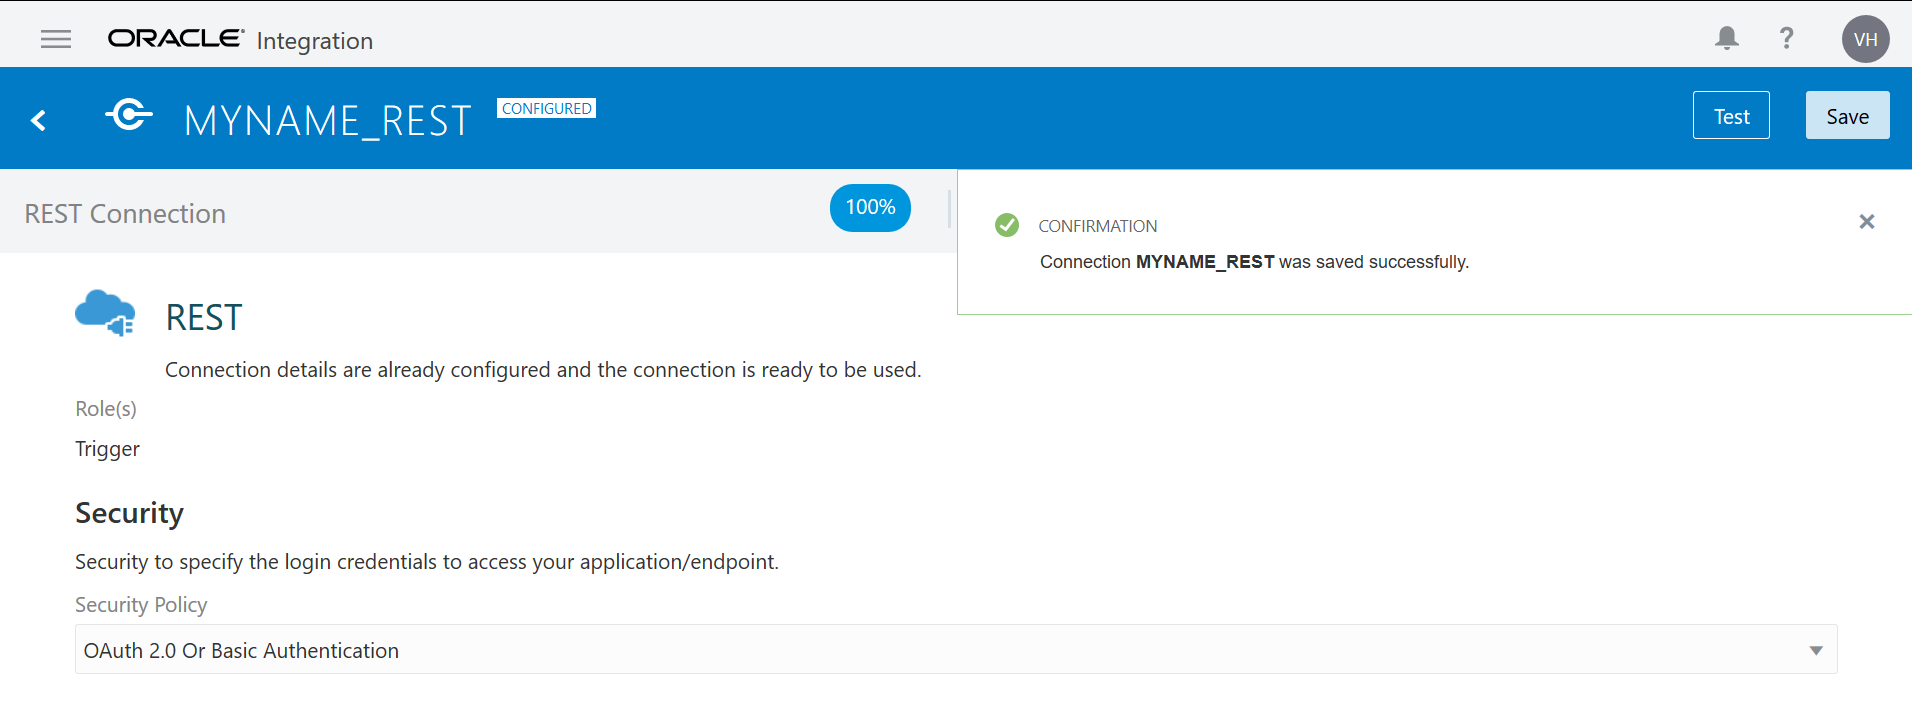 ORACLE Integration
? VH
MYNAME_REST CONFIGURED
Test Save
REST Connection
100%
CONFIRMATION
Connection MYNAME_REST was saved successfully.
REST
Connection details are already configured and the connection is ready to be used.
Role(s)
Trigger
Security
Security to specify the login credentials to access your application/endpoint.
Security Policy
OAuth 2.0 Or Basic Authentication